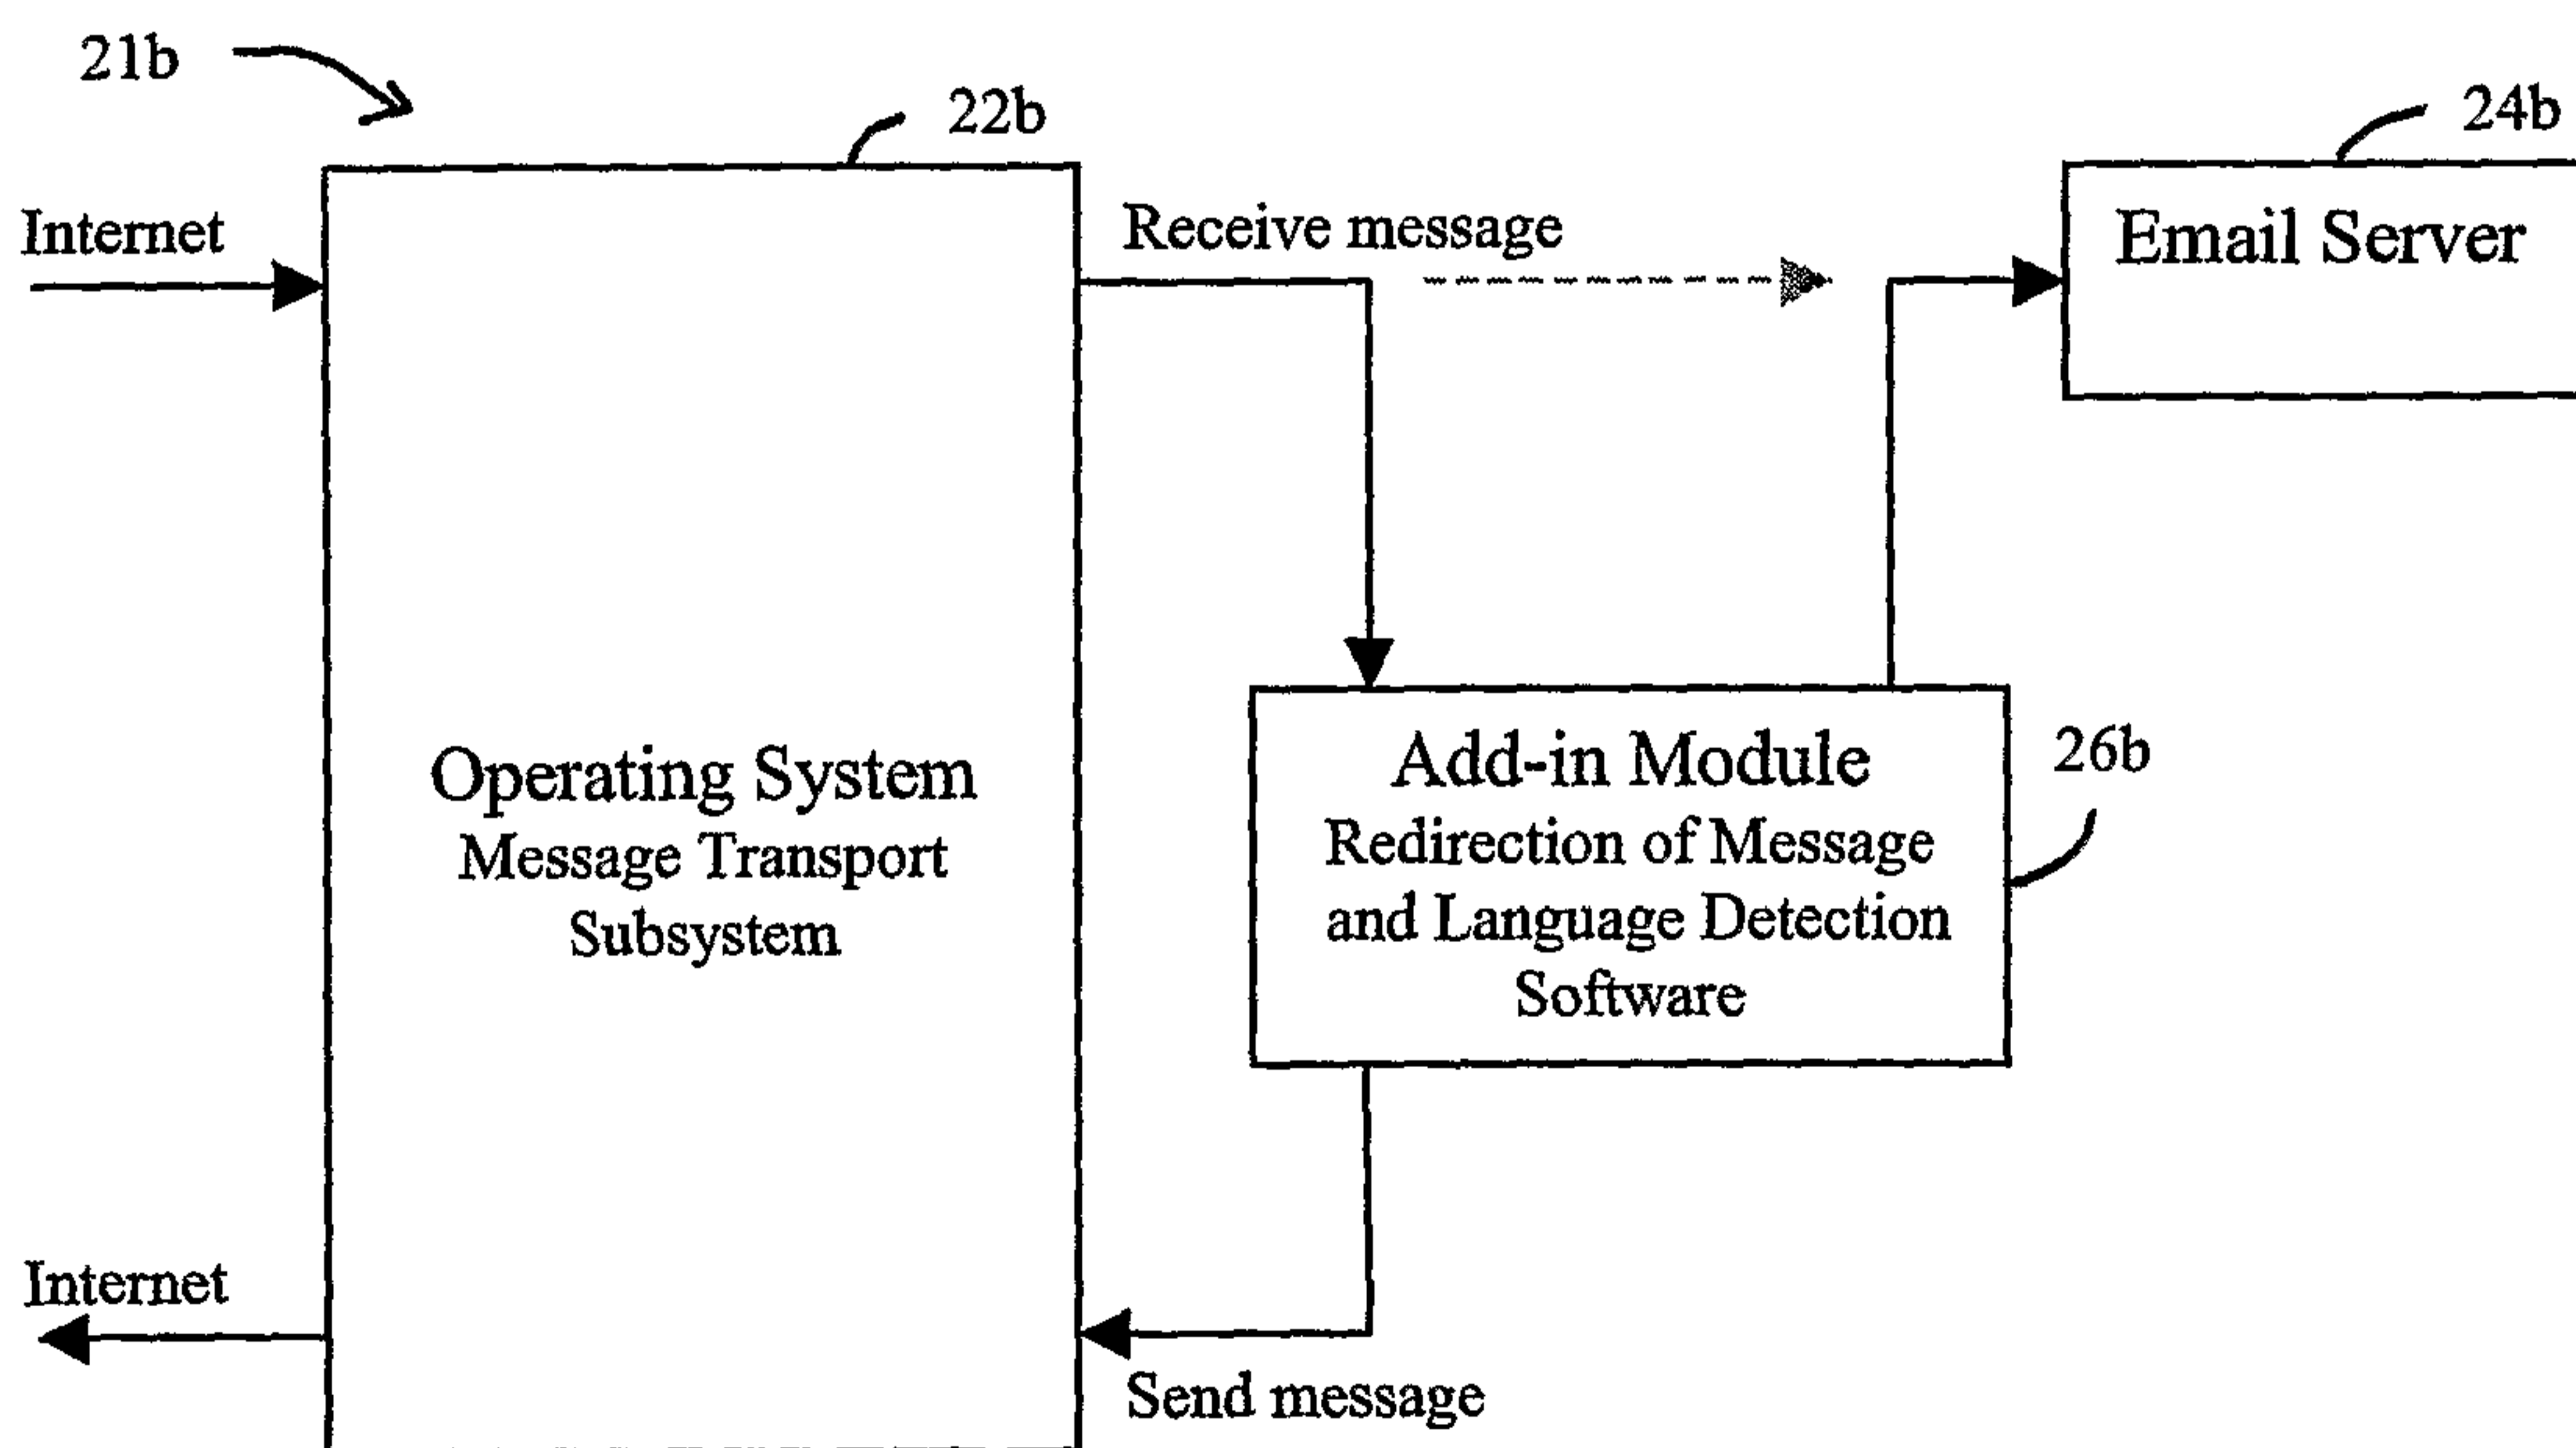 21b
22b
24b
Internet
Receive message
Email Server
Operating System
Message Transport
Subsystem
Add-in Module
Redirection of Message
and Language Detection
Software
26b
Internet
Send message